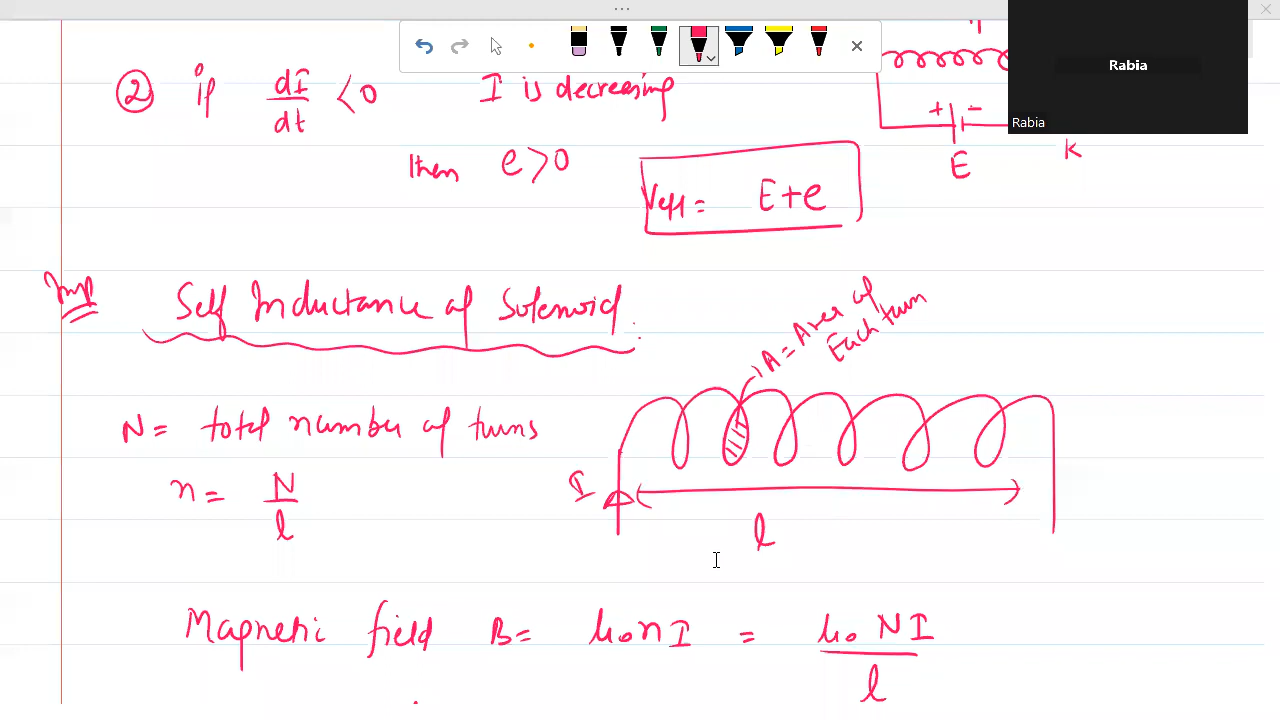 Rabia
Rabia
② if dI/dt < 0 I is decreasing
then e > 0
Veff = E + e
+ -
E
K
Imp
Self Inductance of Solenoid
A = Area of
Each turn
N = total number of turns
n = N/l
I
l
Magnetic field B = μ₀nI = μ₀NI/l